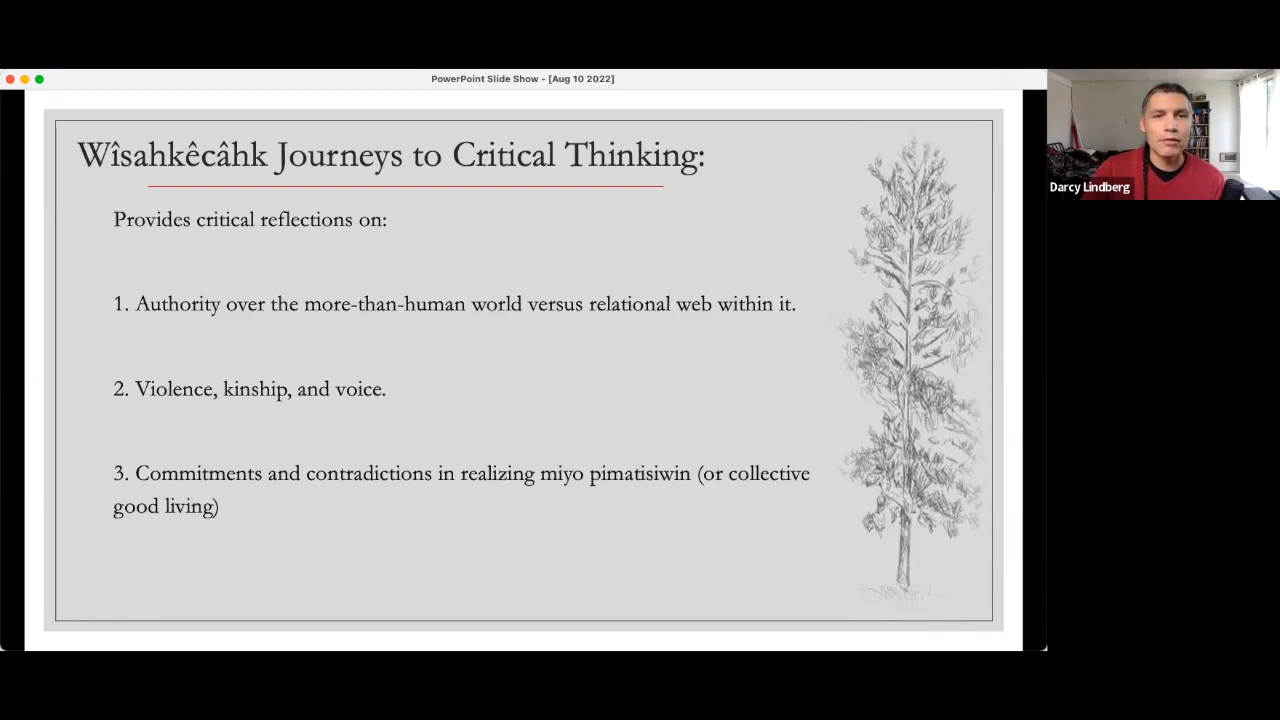 PowerPoint Slide Show - [Aug 10 2022]
Wîsahkêcâhk Journeys to Critical Thinking:
Provides critical reflections on:
1. Authority over the more-than-human world versus relational web within it.
2. Violence, kinship, and voice.
3. Commitments and contradictions in realizing miyo pimatisiwin (or collective
good living)
Darcy Lindberg